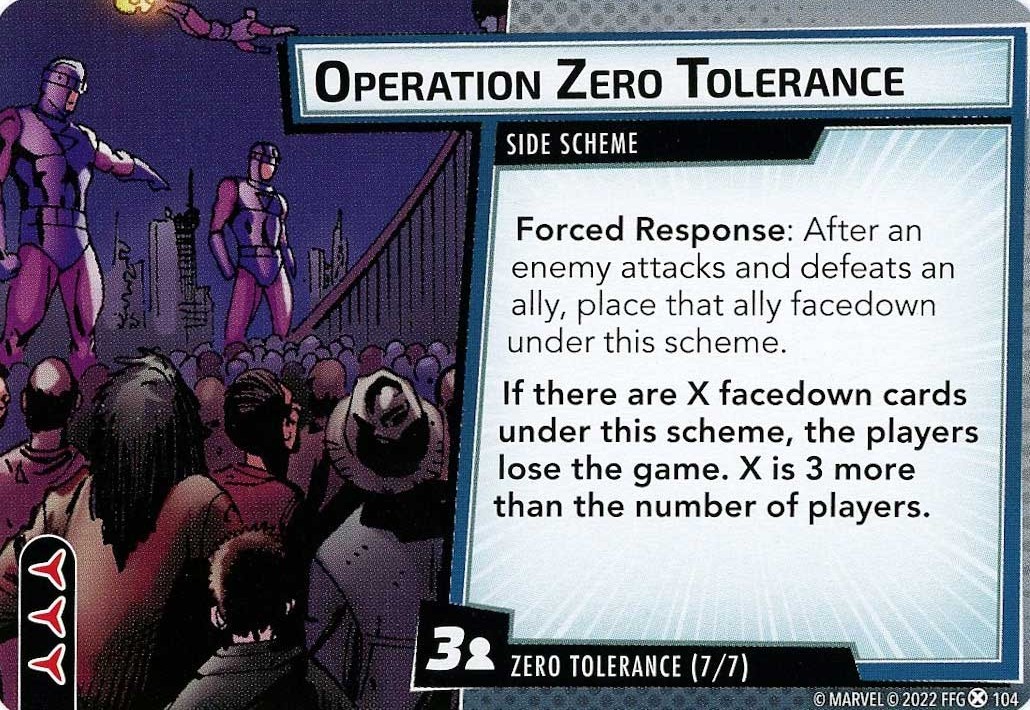 OPERATION ZERO TOLERANCE
SIDE SCHEME
Forced Response: After an
enemy attacks and defeats an
ally, place that ally facedown
under this scheme.
If there are X facedown cards
under this scheme, the players
lose the game. X is 3 more
than the number of players.
3
ZERO TOLERANCE (7/7)
© MARVEL © 2022 FFG 104